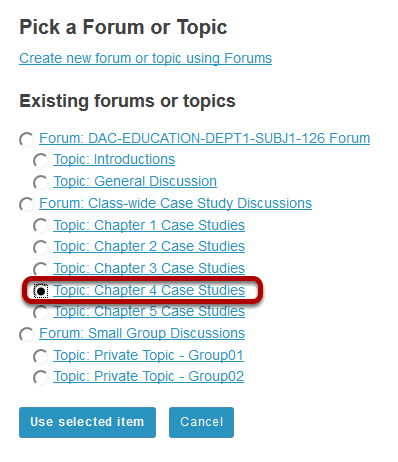 Pick a Forum or Topic
Create new forum or topic using Forums
Existing forums or topics
Forum: DAC-EDUCATION-DEPT1-SUBJ1-126 Forum
Topic: Introductions
Topic: General Discussion
Forum: Class-wide Case Study Discussions
Topic: Chapter 1 Case Studies
Topic: Chapter 2 Case Studies
Topic: Chapter 3 Case Studies
Topic: Chapter 4 Case Studies
Topic: Chapter 5 Case Studies
Forum: Small Group Discussions
Topic: Private Topic - Group01
Topic: Private Topic - Group02
Use selected item Cancel